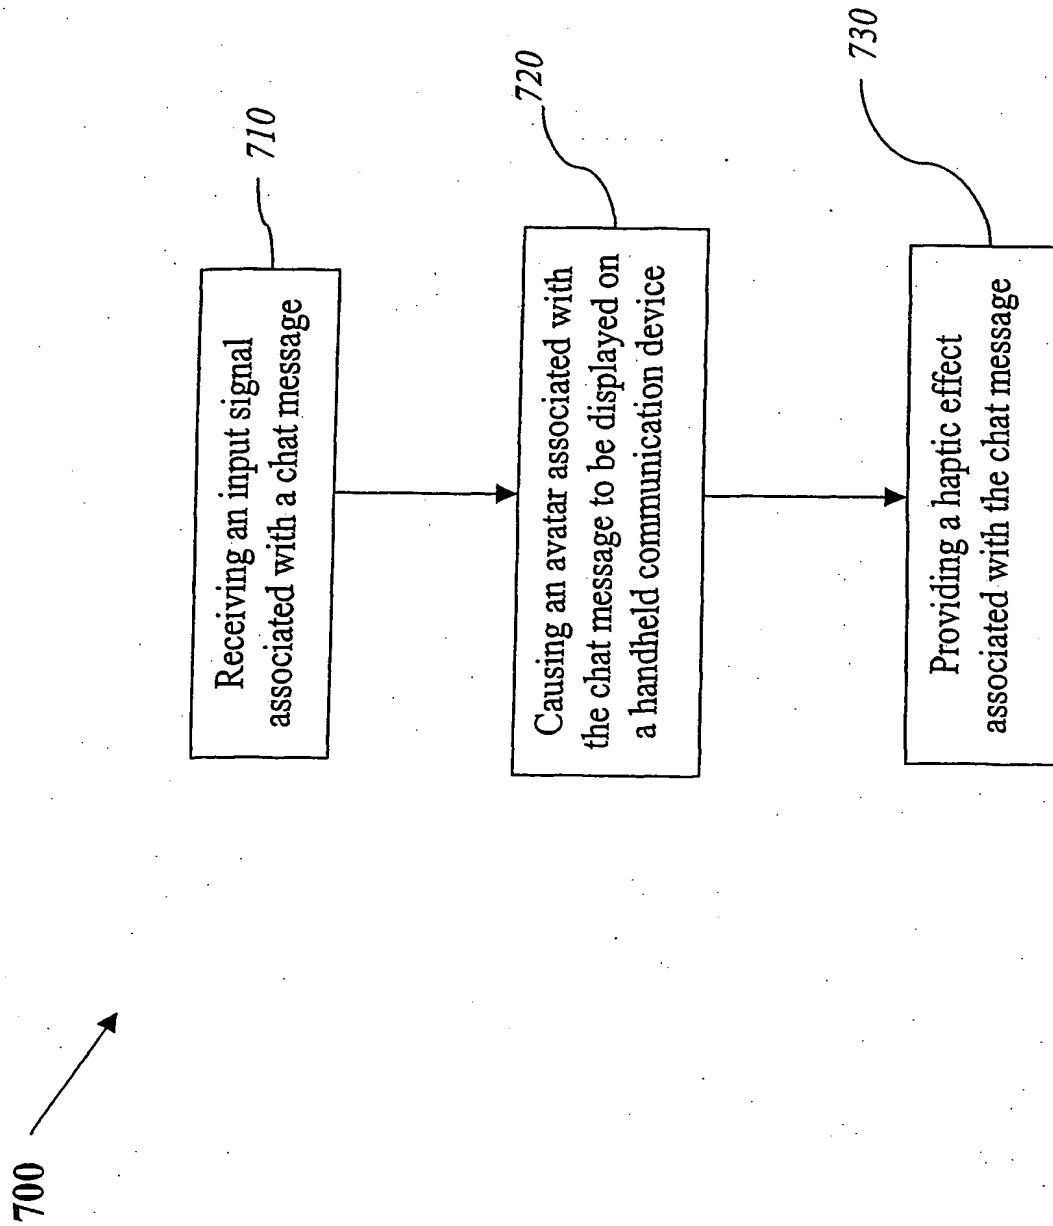 700
Receiving an input signal
associated with a chat message
710
Causing an avatar associated with
the chat message to be displayed on
a handheld communication device
720
Providing a haptic effect
associated with the chat message
730